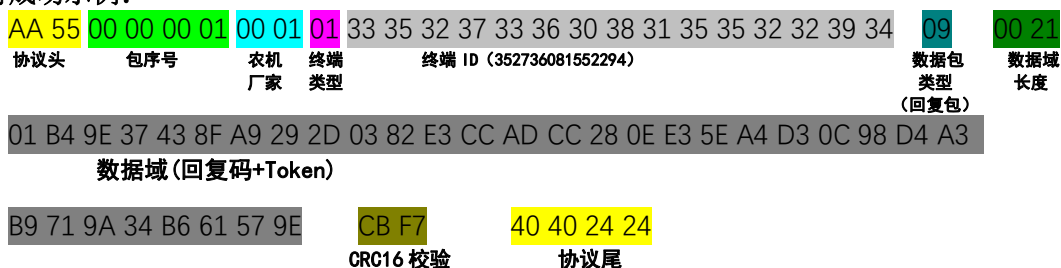 AA 55 00 00 00 01 00 01 01 33 35 32 37 33 36 30 38 31 35 35 32 32 39 34 09 00 21
协议头 包序号 农机厂家 终端类型 终端 ID（352736081552294） 数据包类型（回复包） 数据域长度
01 B4 9E 37 43 8F A9 29 2D 03 82 E3 CC AD CC 28 0E E3 5E A4 D3 0C 98 D4 A3
数据域(回复码+Token)
B9 71 9A 34 B6 61 57 9E CB F7 40 40 24 24
CRC16 校验 协议尾